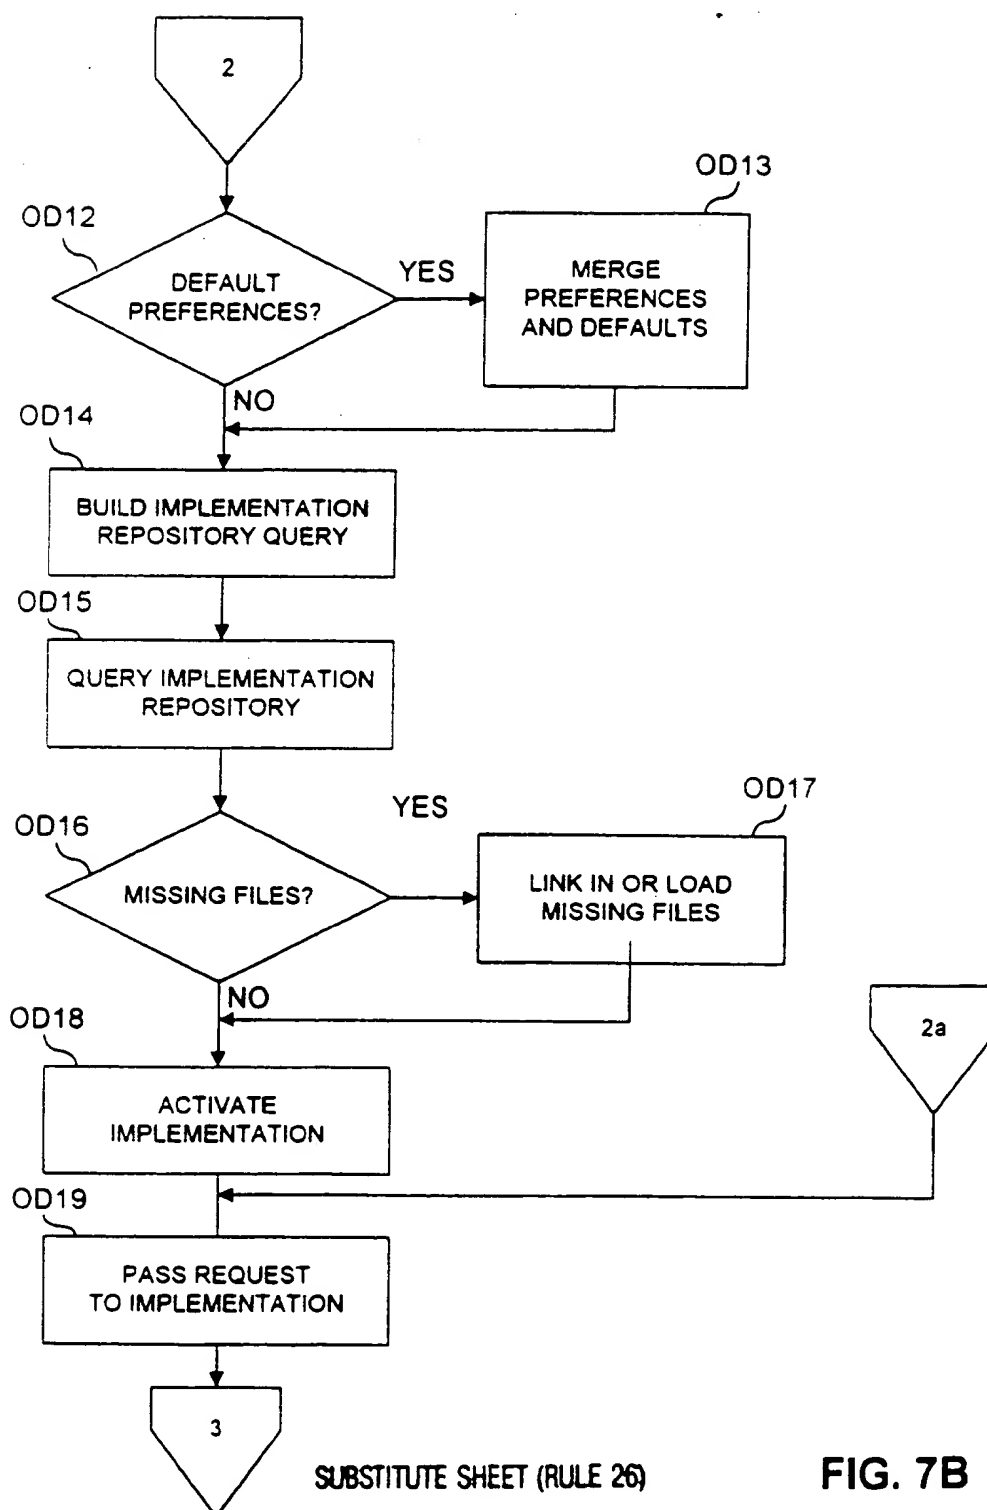 2
OD12
DEFAULT
PREFERENCES?
YES
OD13
MERGE
PREFERENCES
AND DEFAULTS
NO
OD14
BUILD IMPLEMENTATION
REPOSITORY QUERY
OD15
QUERY IMPLEMENTATION
REPOSITORY
OD16
MISSING FILES?
YES
OD17
LINK IN OR LOAD
MISSING FILES
NO
OD18
ACTIVATE
IMPLEMENTATION
2a
OD19
PASS REQUEST
TO IMPLEMENTATION
3
SUBSTITUTE SHEET (RULE 26)
FIG. 7B